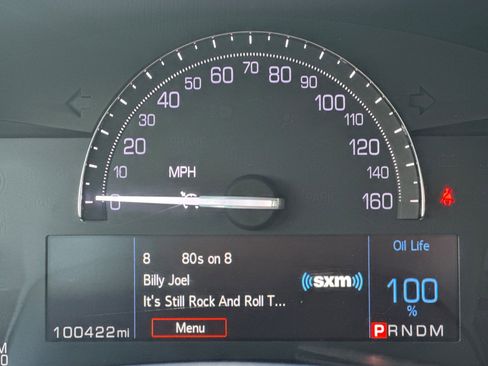 60 70 80
50 90
40 100
30 110
20 MPH 120
10 140
0 160
Oil Life
8 80s on 8
Billy Joel
It's Still Rock And Roll T...
((sxm))
100
%
100422mi
Menu
PRNDM
M
0